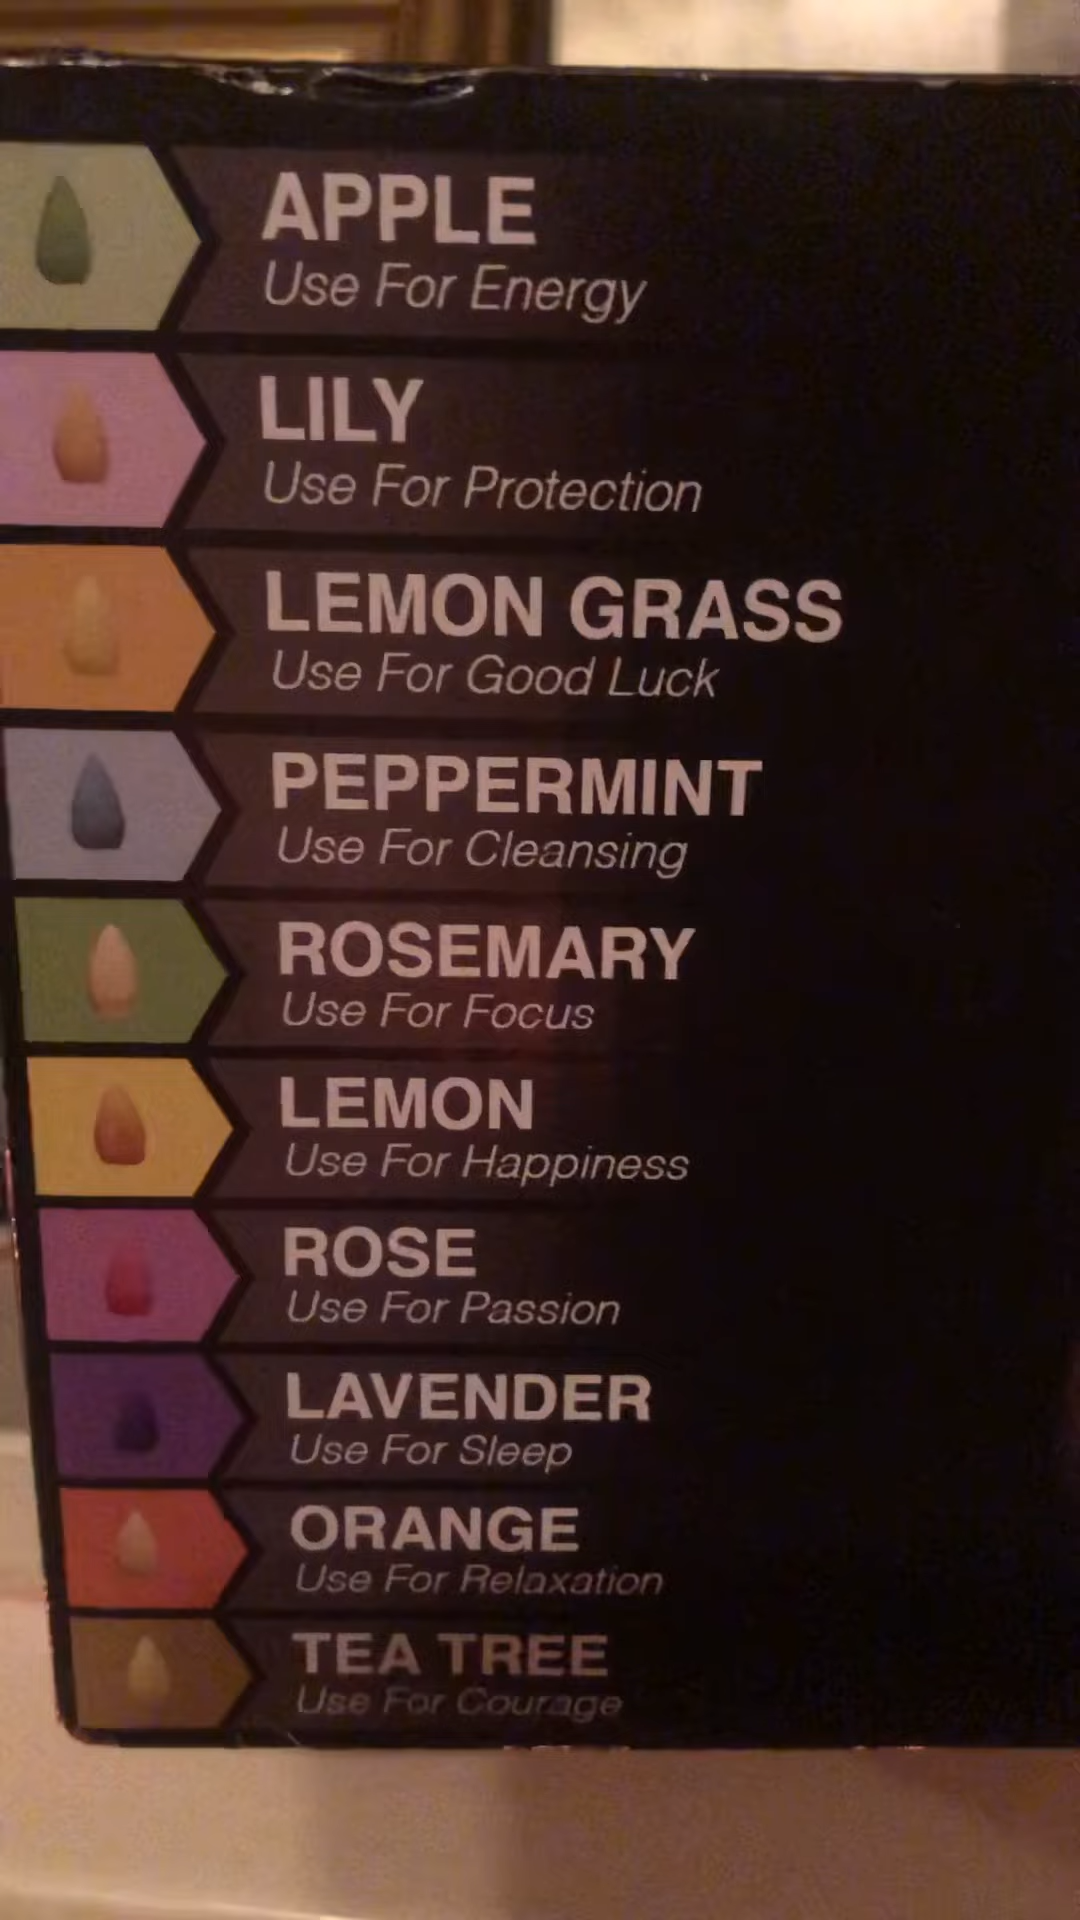 APPLE
Use For Energy
LILY
Use For Protection
LEMON GRASS
Use For Good Luck
PEPPERMINT
Use For Cleansing
ROSEMARY
Use For Focus
LEMON
Use For Happiness
ROSE
Use For Passion
LAVENDER
Use For Sleep
ORANGE
Use For Relaxation
TEA TREE
Use For Courage